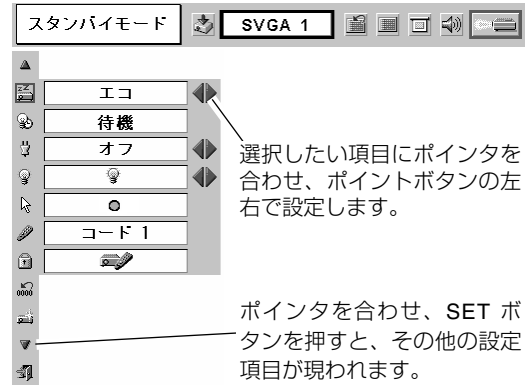 スタンバイモード
SVGA 1
エコ
待機
オフ
コード 1
0000
選択したい項目にポインタを
合わせ、ポイントボタンの左
右で設定します。
ポインタを合わせ、SET ボ
タンを押すと、その他の設定
項目が現われます。